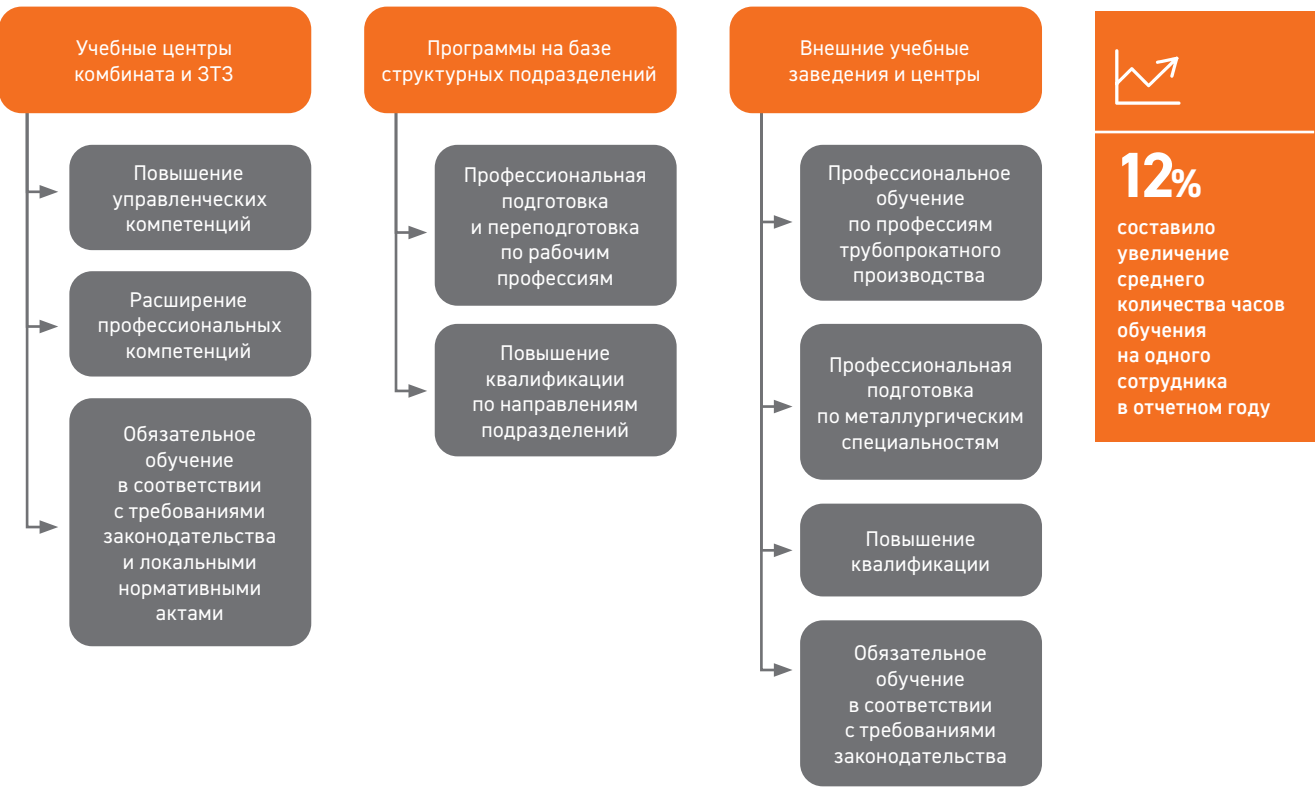 Учебные центры
комбината и ЗТЗ
Повышение
управленческих
компетенций
Расширение
профессиональных
компетенций
Обязательное
обучение
в соответствии
с требованиями
законодательства
и локальными
нормативными
актами
Программы на базе
структурных подразделений
Профессиональная
подготовка
и переподготовка
по рабочим
профессиям
Повышение
квалификации
по направлениям
подразделений
Внешние учебные
заведения и центры
Профессиональное
обучение
по профессиям
трубопрокатного
производства
Профессиональная
подготовка
по металлургическим
специальностям
Повышение
квалификации
Обязательное
обучение
в соответствии
с требованиями
законодательства
12%
составило
увеличение
среднего
количества часов
обучения
на одного
сотрудника
в отчетном году